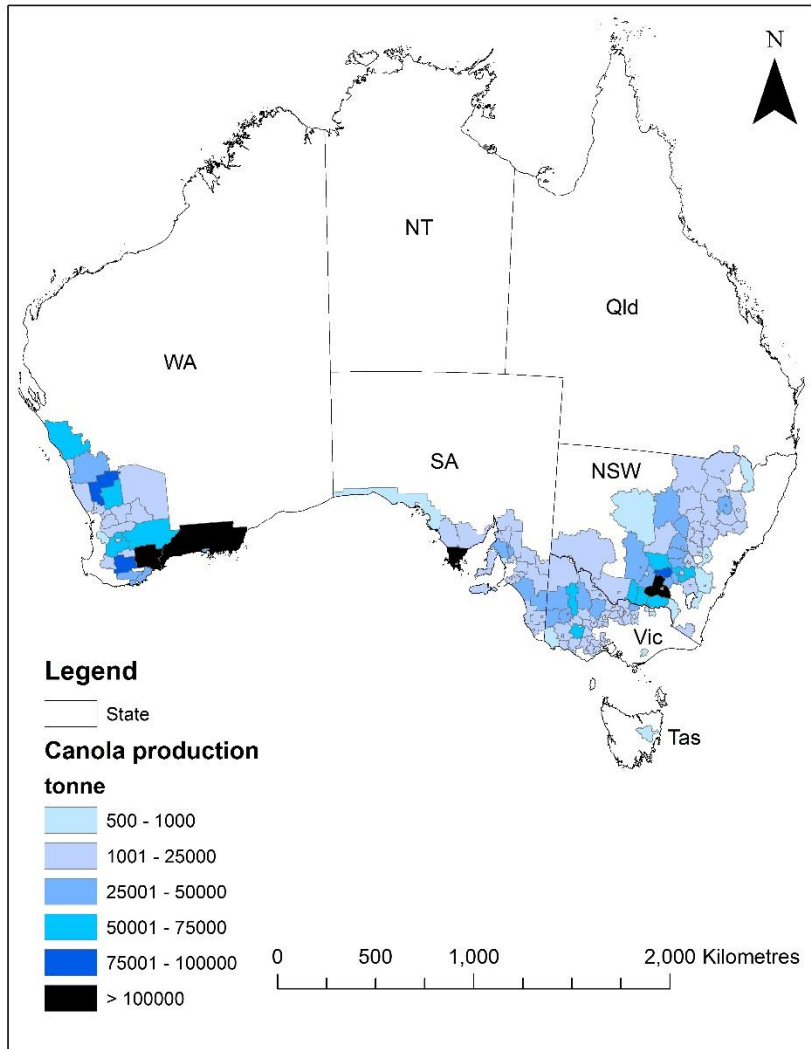 N
NT
Qld
WA
SA
NSW
Vic
Tas
Legend
State
Canola production
tonne
500 - 1000
1001 - 25000
25001 - 50000
50001 - 75000
75001 - 100000
> 100000
0 500 1,000 2,000 Kilometres